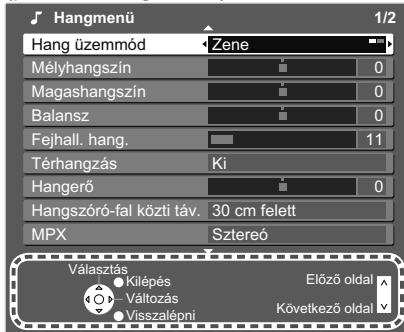 Hangmenü 1/2
Hang üzemmód Zene
Mélyhangszín 0
Magashangszín 0
Balansz 0
Fejhall. hang. 11
Térhangzás Ki
Hangerő 0
Hangszóró-fal közti táv. 30 cm felett
MPX Sztereó
Választás
Kilépés
Változás
Visszalépni
Előző oldal
Következő oldal